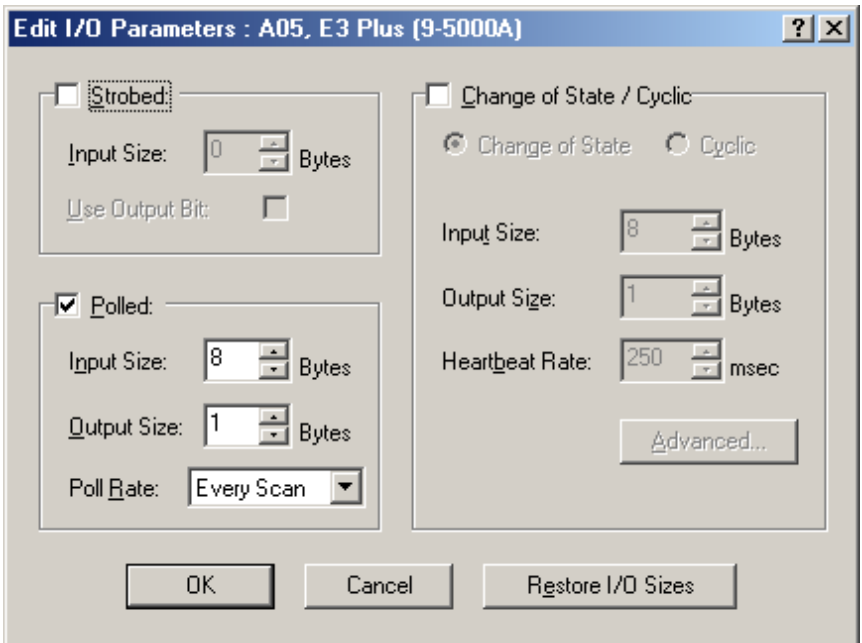 Edit I/O Parameters : A05, E3 Plus (9-5000A)
Strobed:
Input Size: 0 Bytes
Use Output Bit:
Polled:
Input Size: 8 Bytes
Output Size: 1 Bytes
Poll Rate: Every Scan
Change of State / Cyclic
Change of State Cyclic
Input Size: 8 Bytes
Output Size: 1 Bytes
Heartbeat Rate: 250 msec
Advanced...
OK Cancel Restore I/O Sizes